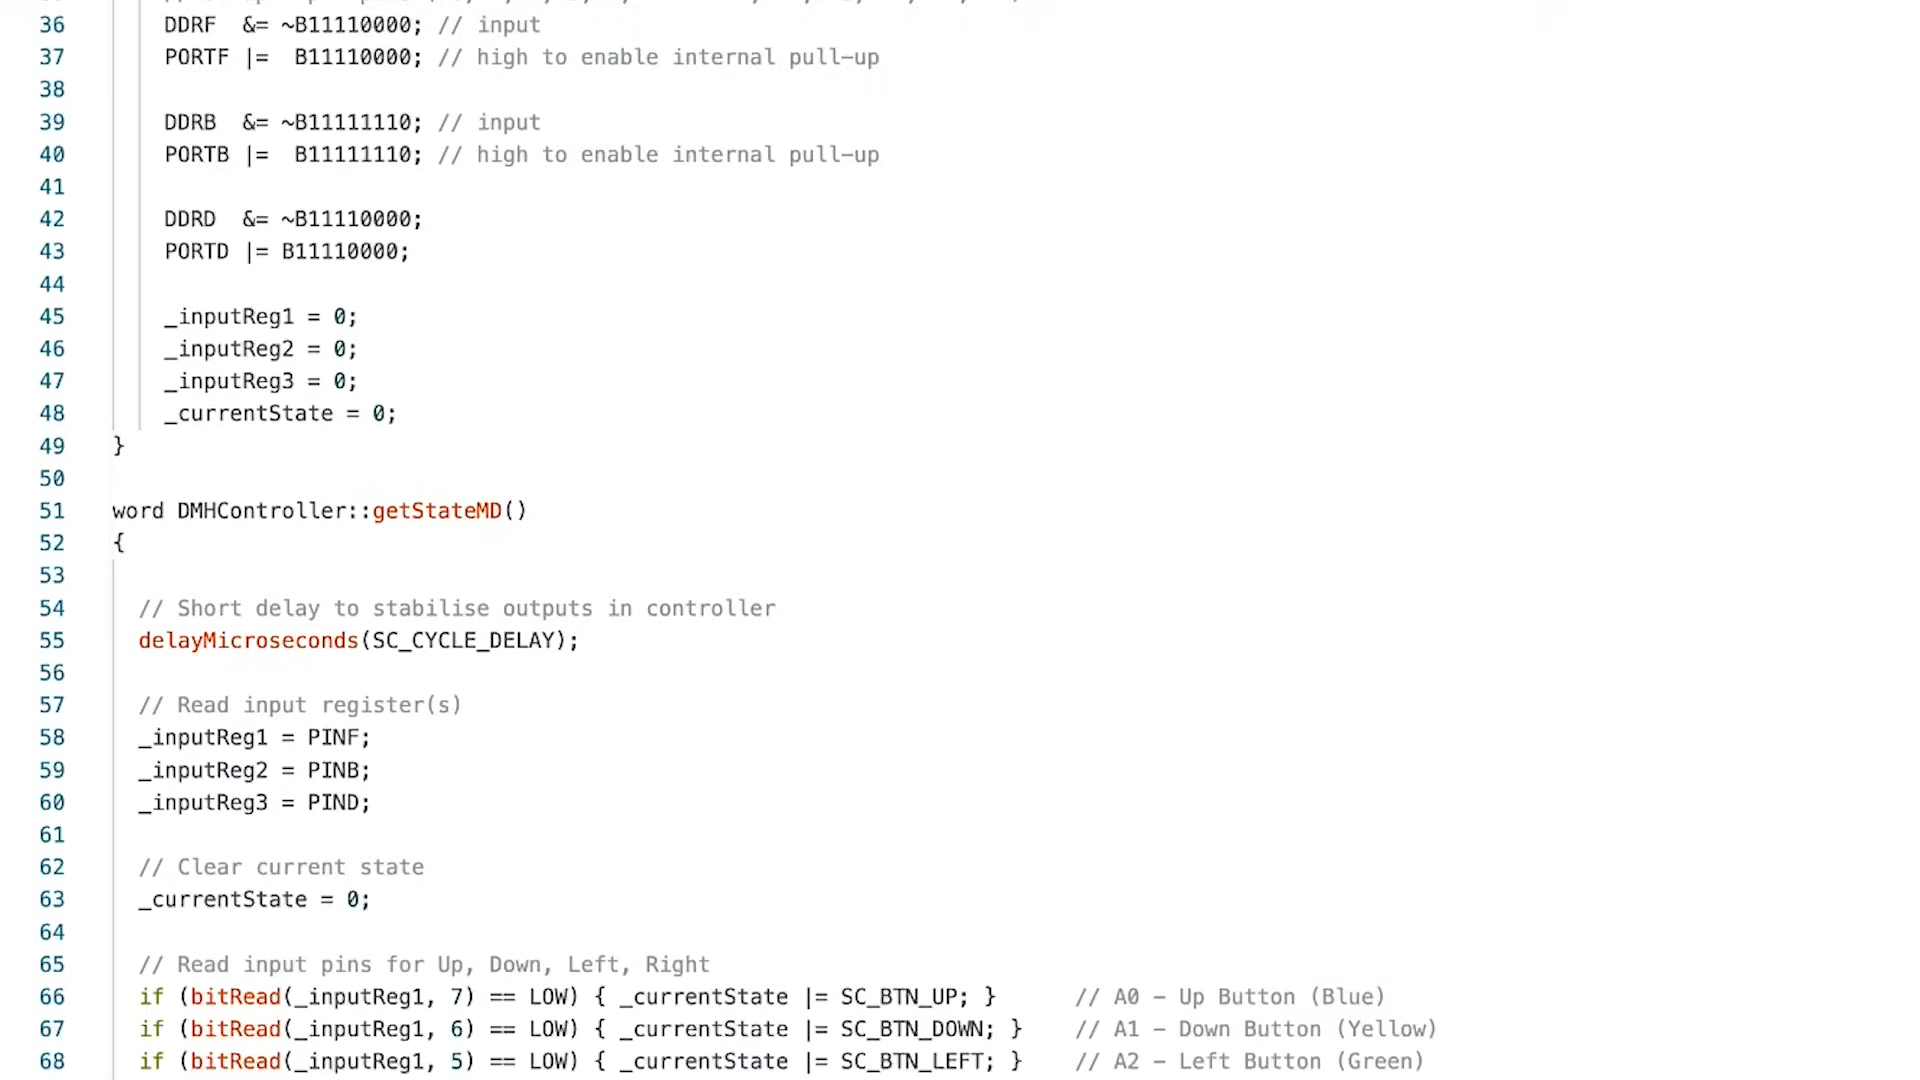 36 DDRF  &= ~B11110000; // input
37 PORTF |=  B11110000; // high to enable internal pull-up
38
39 DDRB  &= ~B11111110; // input
40 PORTB |=  B11111110; // high to enable internal pull-up
41
42 DDRD  &= ~B11110000;
43 PORTD |= B11110000;
44
45 _inputReg1 = 0;
46 _inputReg2 = 0;
47 _inputReg3 = 0;
48 _currentState = 0;
49 }
50
51 word DMHController::getStateMD()
52 {
53
54 // Short delay to stabilise outputs in controller
55 delayMicroseconds(SC_CYCLE_DELAY);
56
57 // Read input register(s)
58 _inputReg1 = PINF;
59 _inputReg2 = PINB;
60 _inputReg3 = PIND;
61
62 // Clear current state
63 _currentState = 0;
64
65 // Read input pins for Up, Down, Left, Right
66 if (bitRead(_inputReg1, 7) == LOW) { _currentState |= SC_BTN_UP; } // A0 - Up Button (Blue)
67 if (bitRead(_inputReg1, 6) == LOW) { _currentState |= SC_BTN_DOWN; } // A1 - Down Button (Yellow)
68 if (bitRead(_inputReg1, 5) == LOW) { _currentState |= SC_BTN_LEFT; } // A2 - Left Button (Green)